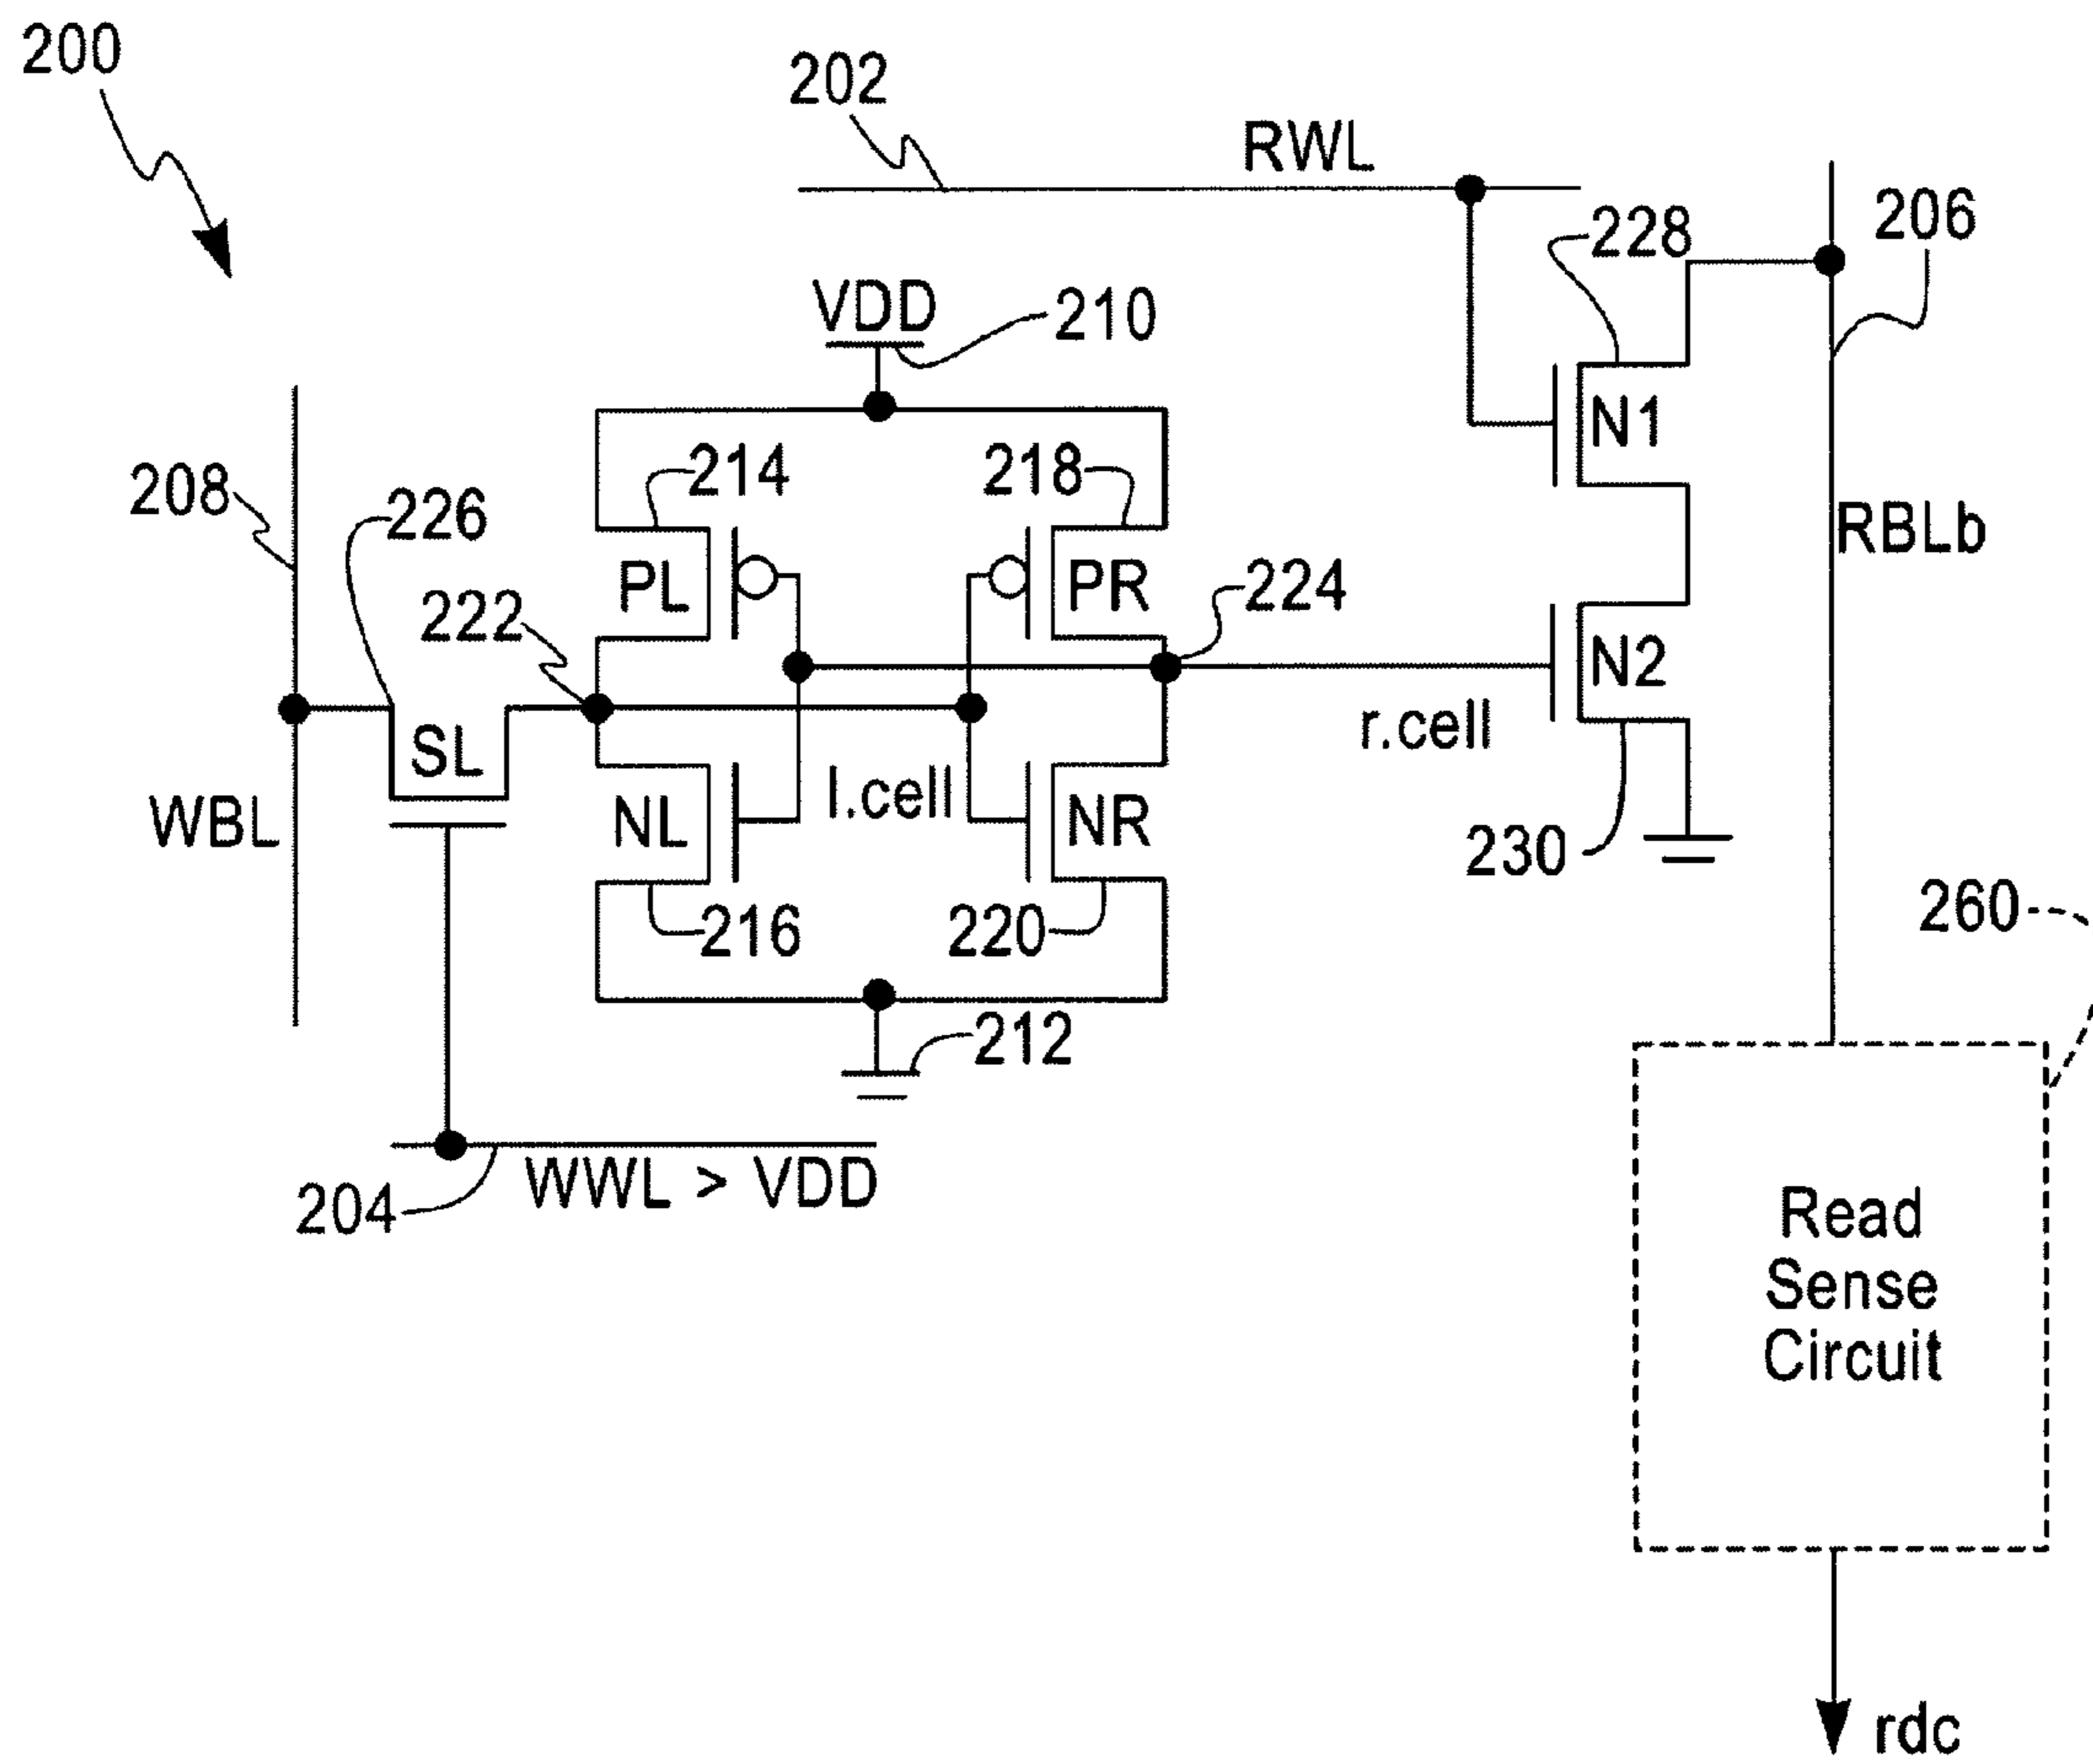 200
202
RWL
228
206
VDD
210
214
218
N1
208
226
RBLb
PL
PR
224
222
N2
r.cell
SL
l.cell
WBL
NL
NR
230
216
220
260
212
WWL > VDD
204
Read
Sense
Circuit
rdc